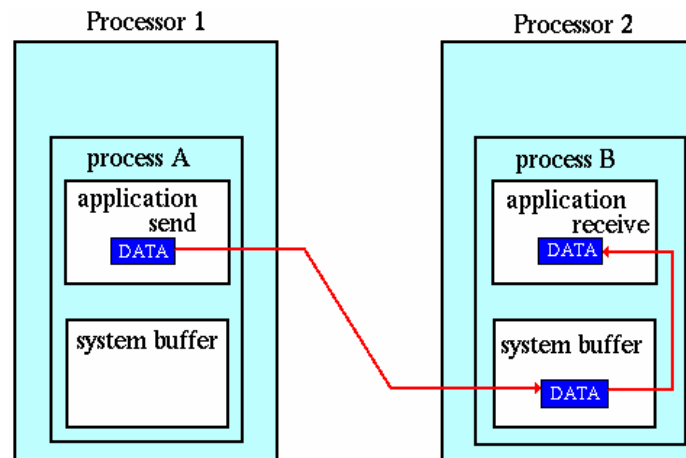 Processor 1
process A
application
send
DATA
system buffer
Processor 2
process B
application
receive
DATA
system buffer
DATA